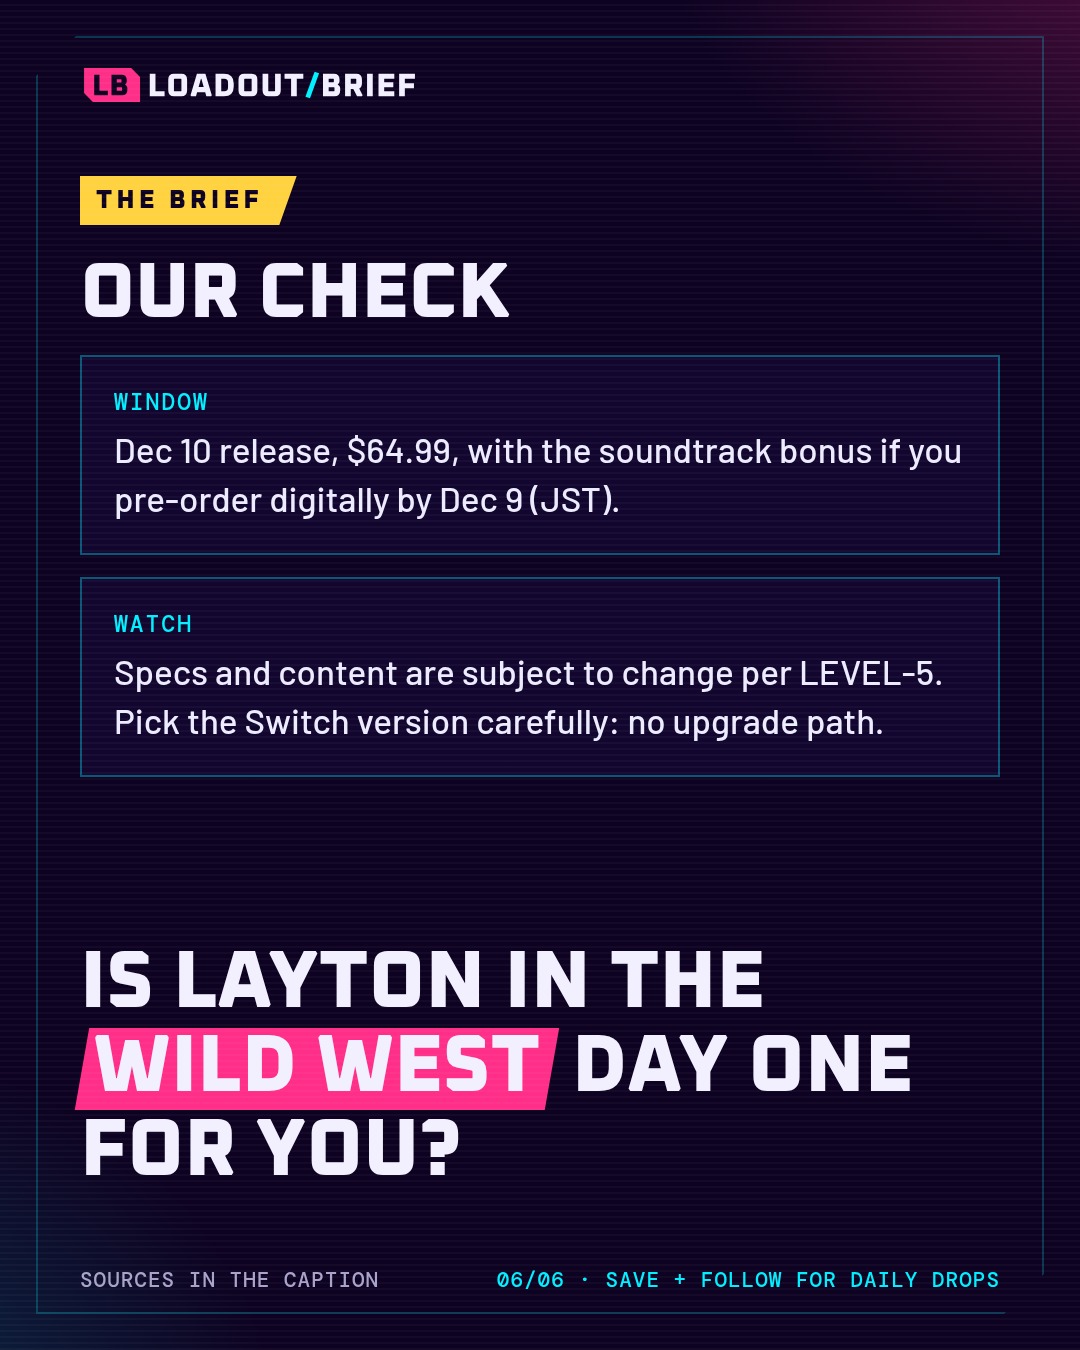 LB LOADOUT/BRIEF
THE BRIEF
OUR CHECK
WINDOW
Dec 10 release, $64.99, with the soundtrack bonus if you
pre-order digitally by Dec 9 (JST).
WATCH
Specs and content are subject to change per LEVEL-5.
Pick the Switch version carefully: no upgrade path.
IS LAYTON IN THE
WILD WEST DAY ONE
FOR YOU?
SOURCES IN THE CAPTION
06/06 · SAVE + FOLLOW FOR DAILY DROPS